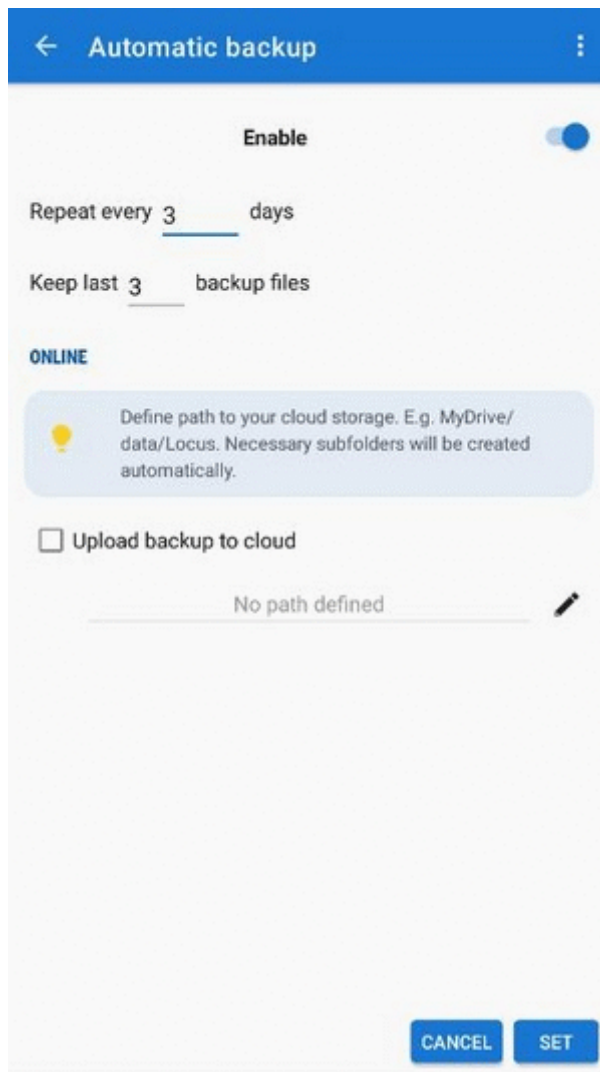 Automatic backup
Enable
Repeat every 3 days
Keep last 3 backup files
ONLINE
Define path to your cloud storage. E.g. MyDrive/
data/Locus. Necessary subfolders will be created
automatically.
Upload backup to cloud
No path defined
CANCEL SET